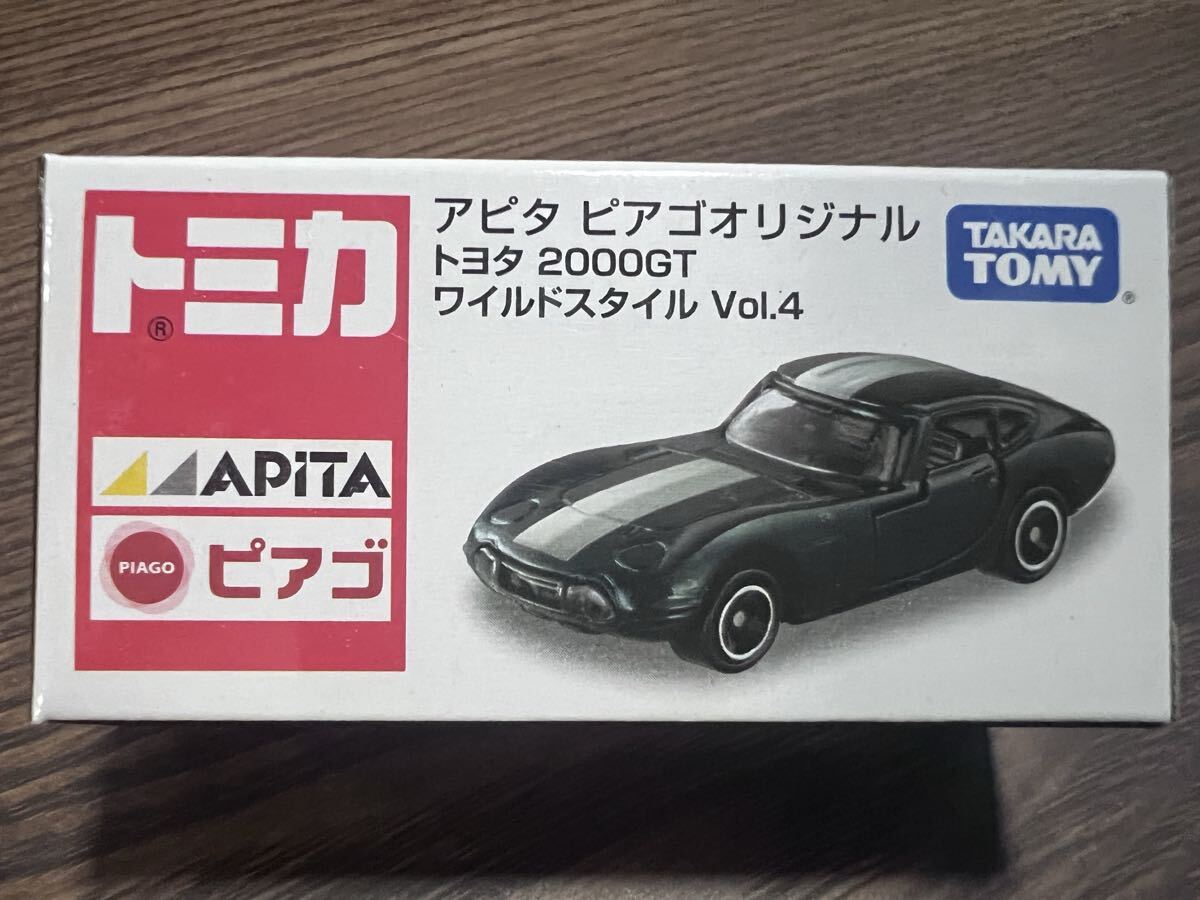 トミカ
®
APiTA
PIAGO
ピアゴ
アピタ ピアゴオリジナル
トヨタ 2000GT
ワイルドスタイル Vol.4
TAKARA
TOMY
®